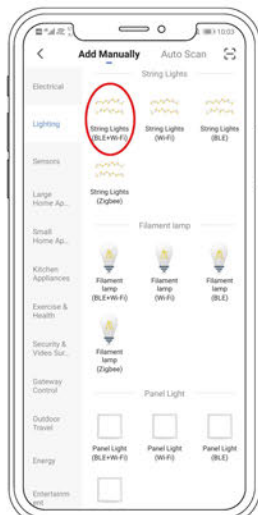 10:03
Add Manually Auto Scan
Electrical
Lighting
Sensors
Large
Home Ap...
Small
Home Ap...
Kitchen
Appliances
Exercise &
Health
Security &
Video Sur...
Gateway
Control
Outdoor
Travel
Energy
Entertainm
ent
String Lights
String Lights
(BLE+Wi-Fi)
String Lights
(Wi-Fi)
String Lights
(BLE)
String Lights
(Zigbee)
Filament lamp
Filament
lamp
(BLE+Wi-Fi)
Filament
lamp
(Wi-Fi)
Filament
lamp
(BLE)
Filament
lamp
(Zigbee)
Panel Light
Panel Light
(BLE+Wi-Fi)
Panel Light
(Wi-Fi)
Panel Light
(BLE)